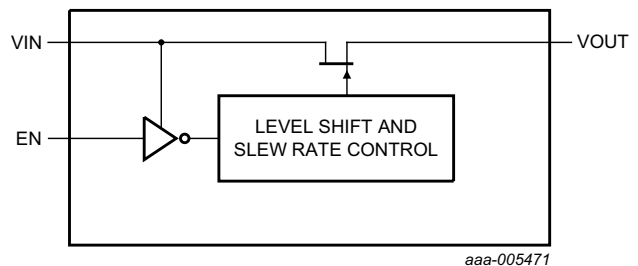 VIN
VOUT
EN
LEVEL SHIFT AND
SLEW RATE CONTROL
aaa-005471